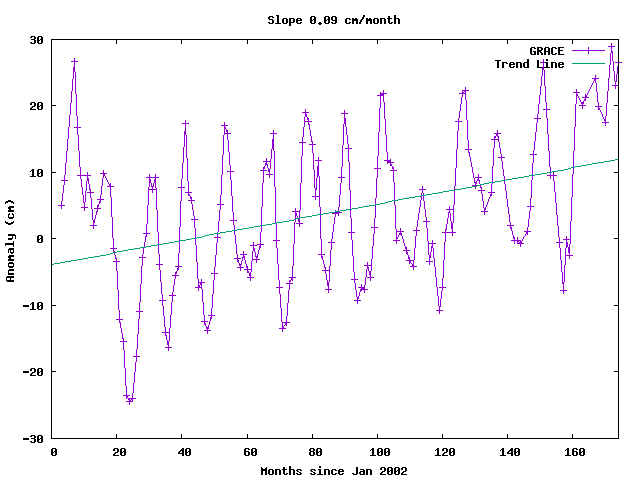 Slope 0.09 cm/month
GRACE
Trend Line
30
20
10
0
-10
-20
-30
Anomaly (cm)
0 20 40 60 80 100 120 140 160
Months since Jan 2002